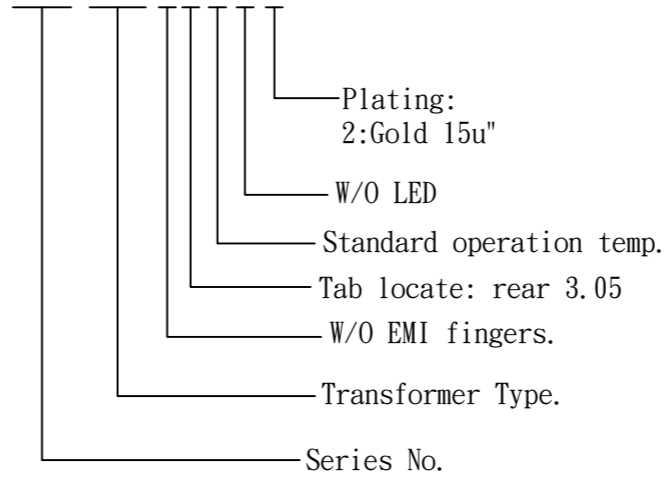 Plating:
2:Gold 15u"
W/O LED
Standard operation temp.
Tab locate: rear 3.05
W/O EMI fingers.
Transformer Type.
Series No.